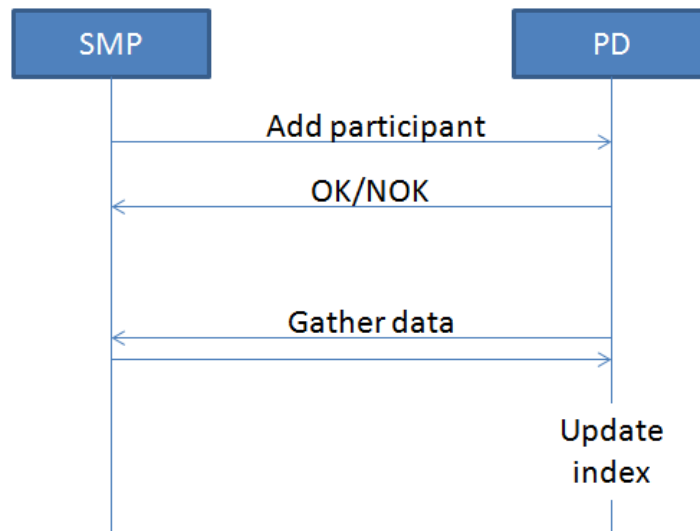 SMP
PD
Add participant
OK/NOK
Gather data
Update
index